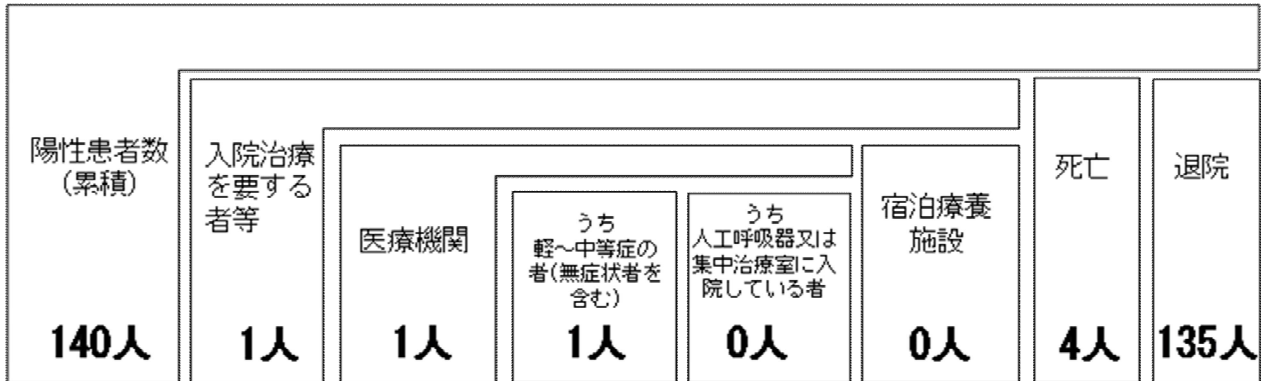 陽性患者数
(累積)
140人
入院治療
を要する
者等
1人
医療機関
1人
うち
軽～中等症の
者(無症状者を
含む)
1人
うち
人工呼吸器又は
集中治療室に入
院している者
0人
宿泊療養
施設
0人
死亡
4人
退院
135人